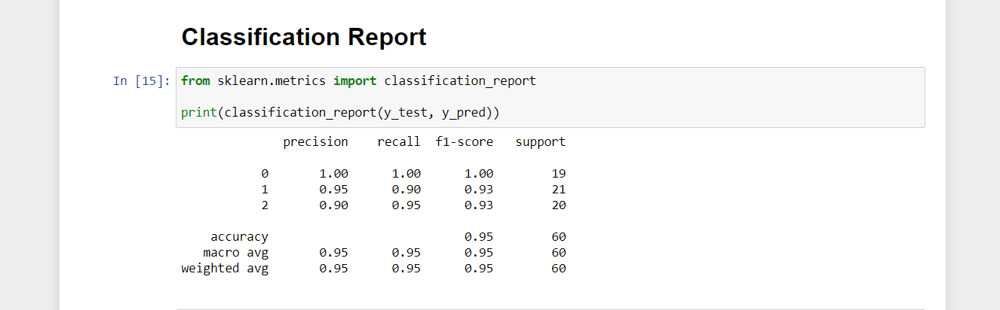 Classification Report
In [15]: from sklearn.metrics import classification_report
print(classification_report(y_test, y_pred))
precision recall f1-score support
0 1.00 1.00 1.00 19
1 0.95 0.90 0.93 21
2 0.90 0.95 0.93 20
accuracy 0.95 60
macro avg 0.95 0.95 0.95 60
weighted avg 0.95 0.95 0.95 60